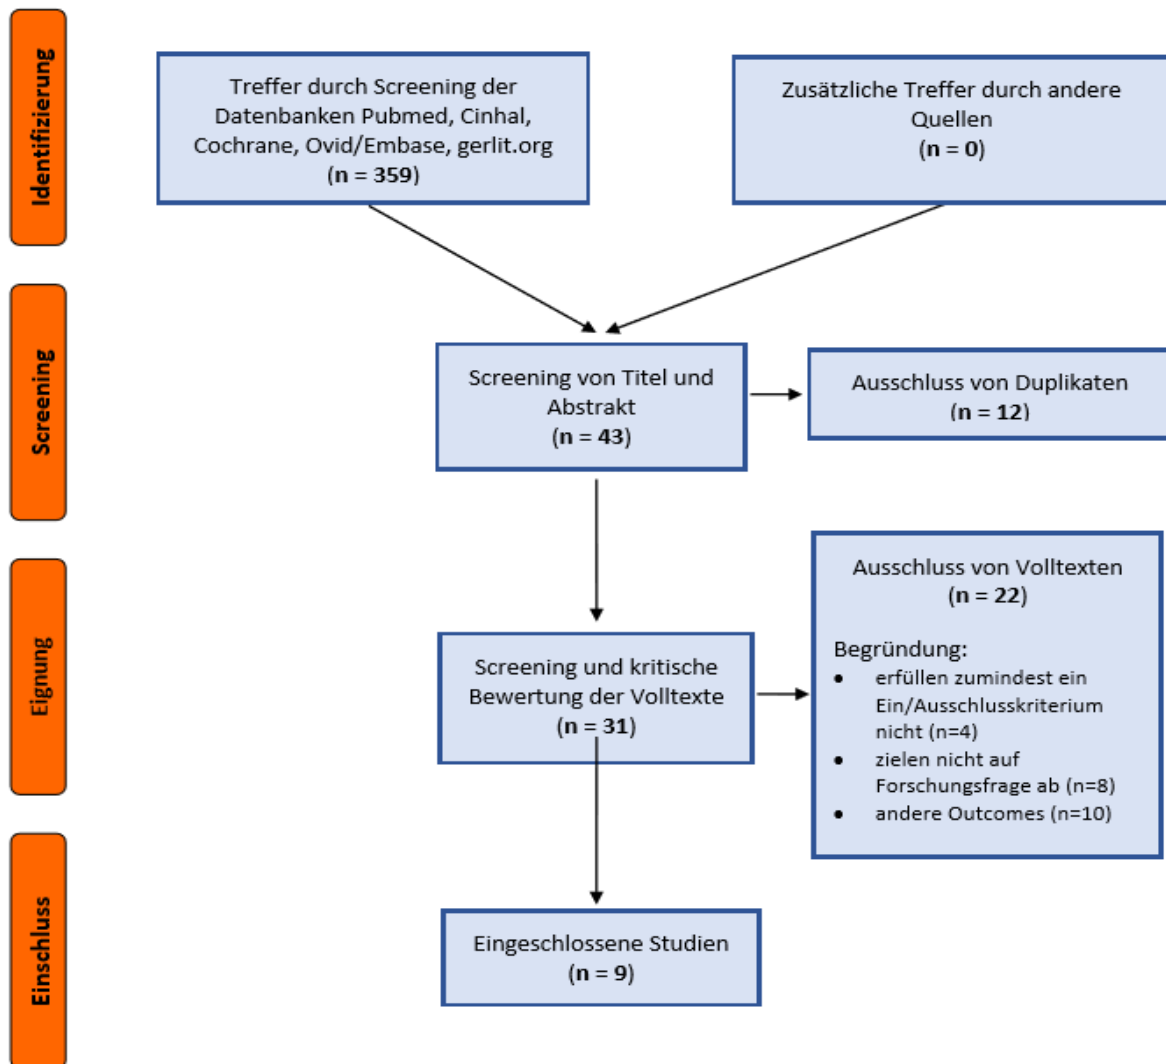 Identifizierung
Treffer durch Screening der
Datenbanken Pubmed, Cinhal,
Cochrane, Ovid/Embase, gerlit.org
(n = 359)
Zusätzliche Treffer durch andere
Quellen
(n = 0)
Screening
Screening von Titel und
Abstrakt
(n = 43)
Ausschluss von Duplikaten
(n = 12)
Eignung
Screening und kritische
Bewertung der Volltexte
(n = 31)
Ausschluss von Volltexten
(n = 22)
Begründung:
• erfüllen zumindest ein
Ein/Ausschlusskriterium
nicht (n=4)
• zielen nicht auf
Forschungsfrage ab (n=8)
• andere Outcomes (n=10)
Einschluss
Eingeschlossene Studien
(n = 9)